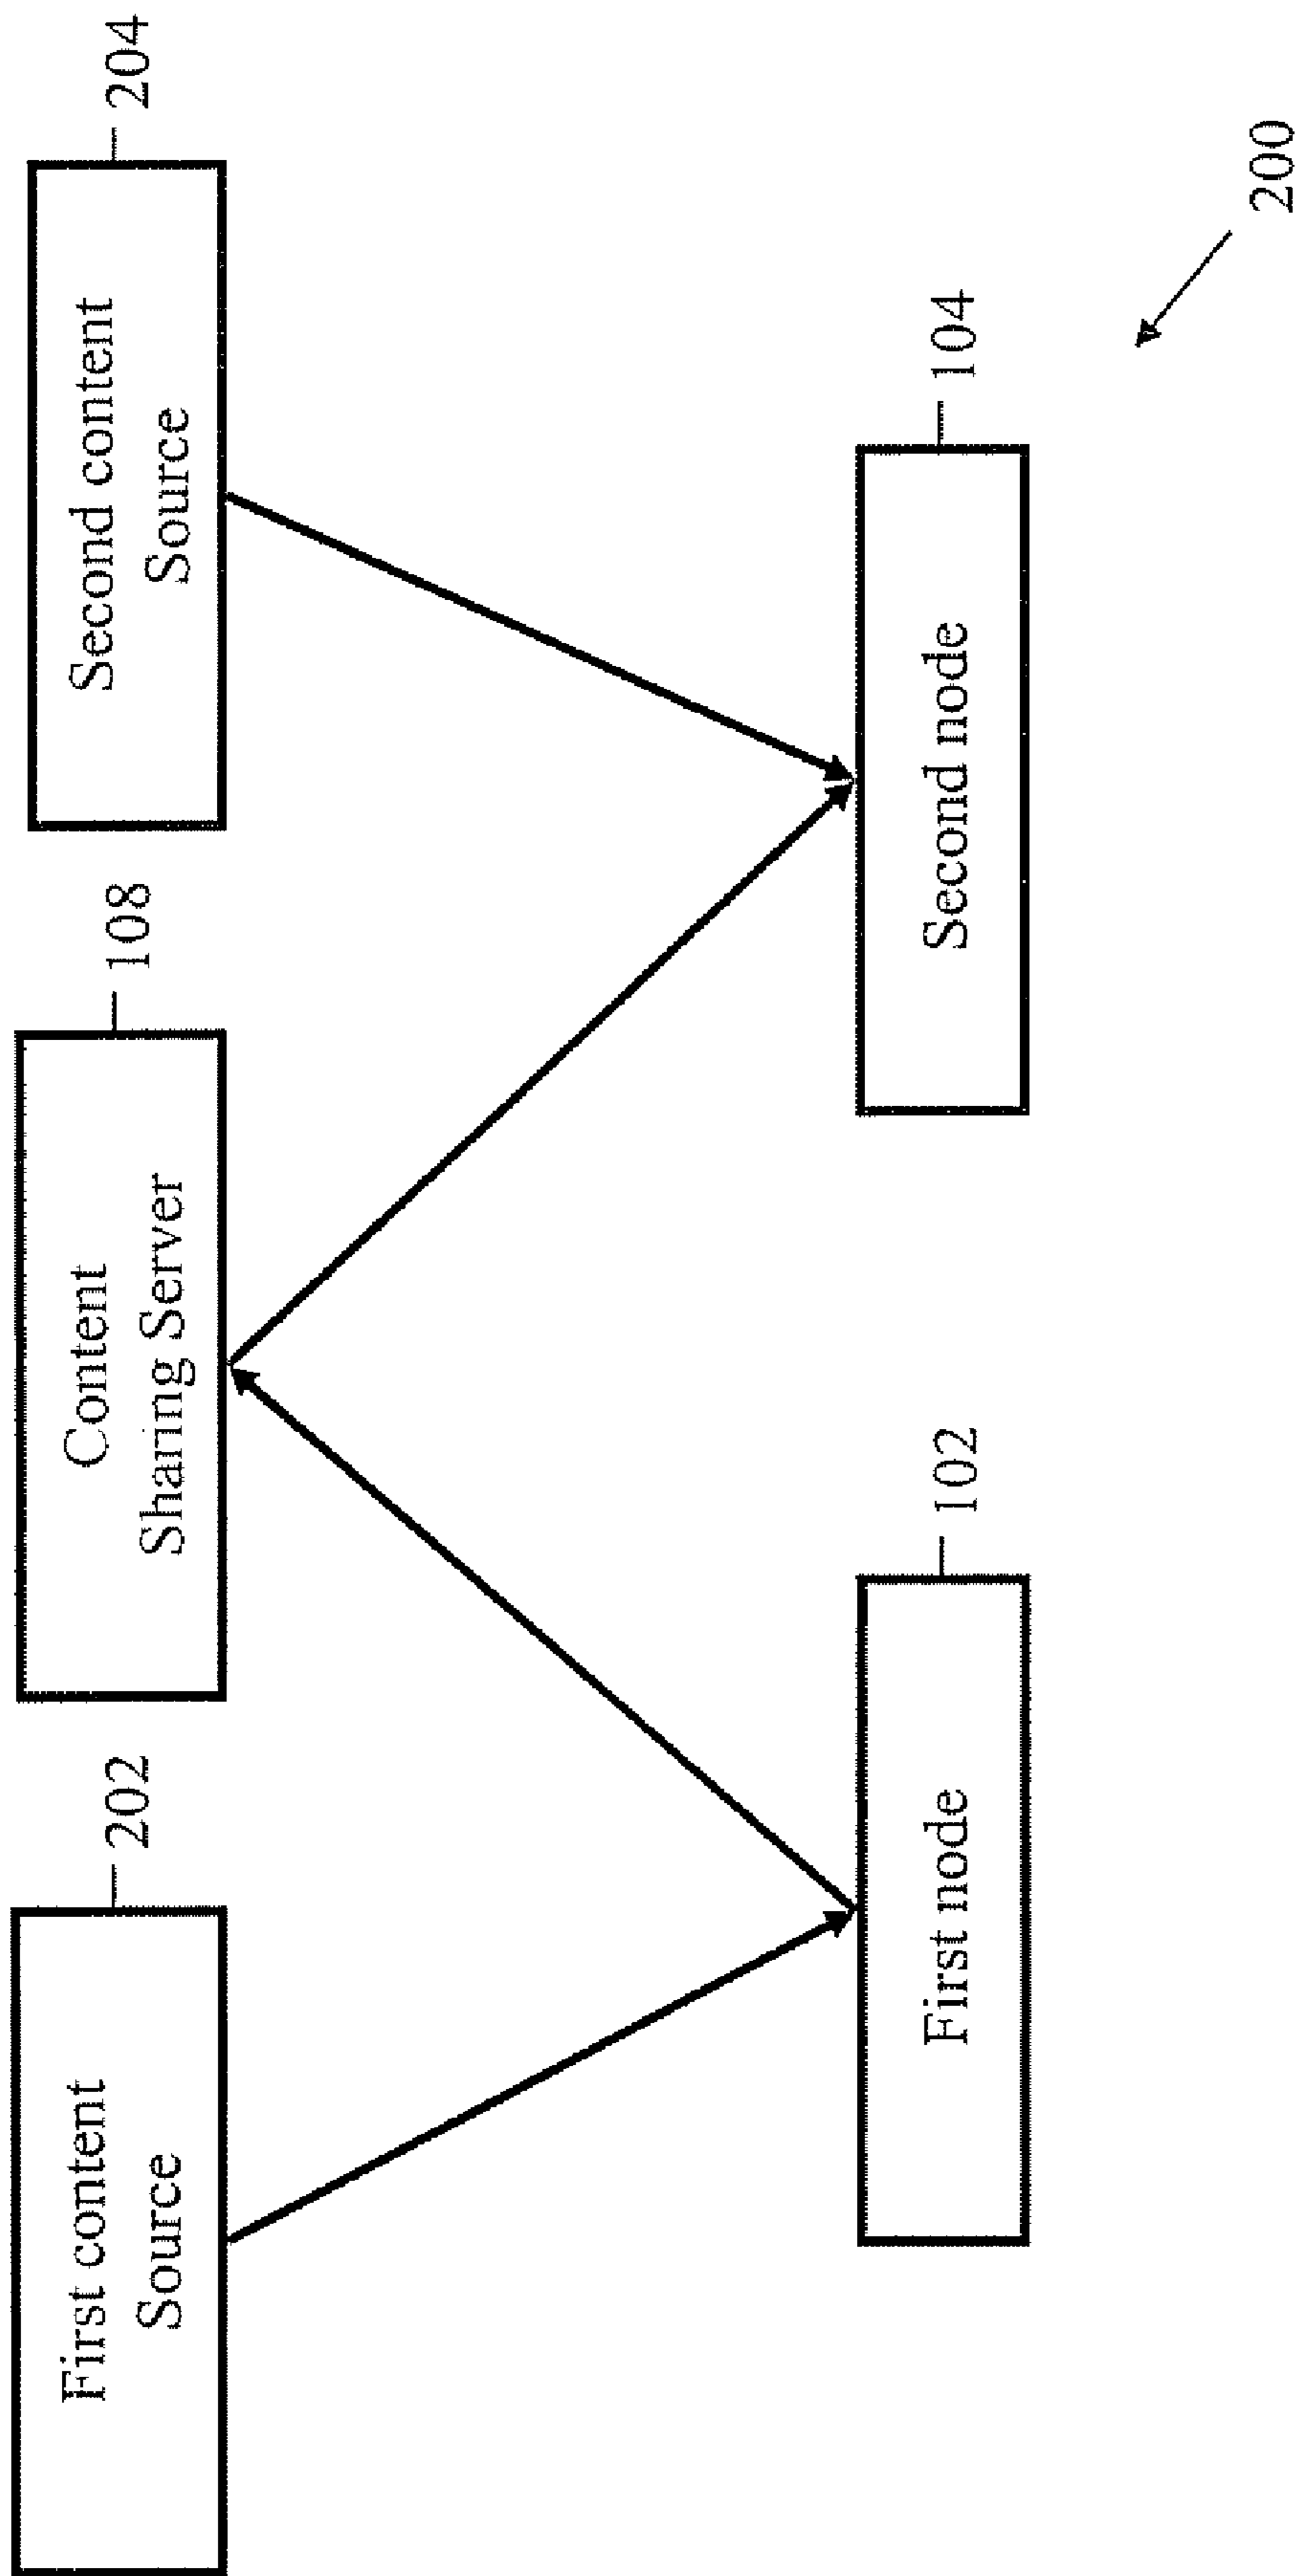 First content
Source
202
Content
Sharing Server
108
Second content
Source
204
First node
102
Second node
104
200